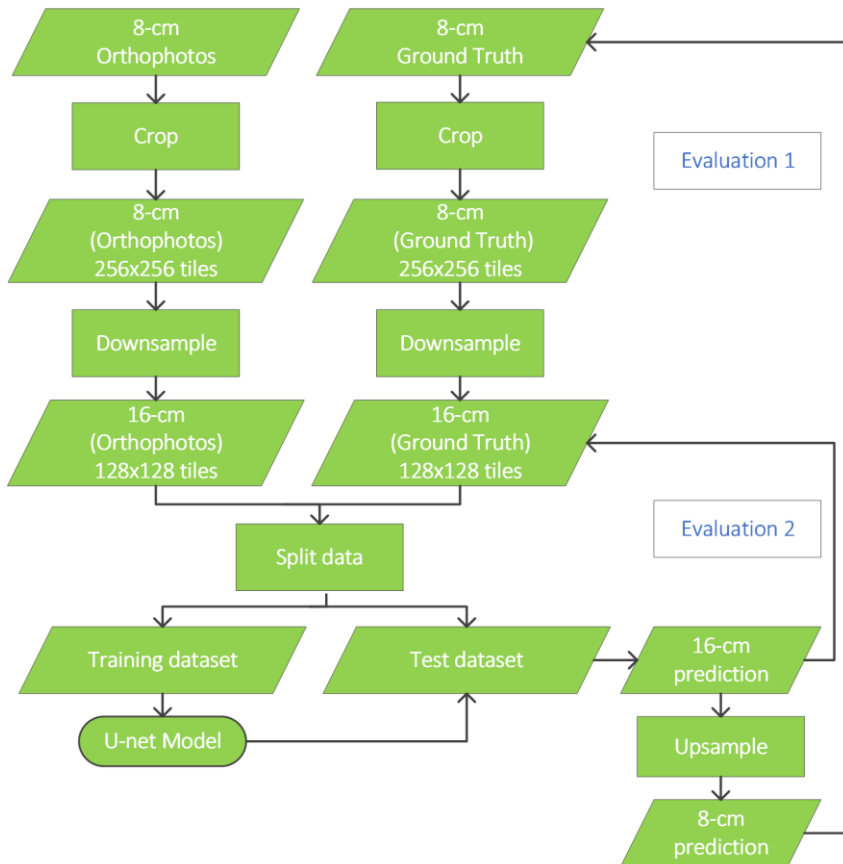 8-cm
Orthophotos
8-cm
Ground Truth
Crop
Crop
Evaluation 1
8-cm
(Orthophotos)
256x256 tiles
8-cm
(Ground Truth)
256x256 tiles
Downsample
Downsample
16-cm
(Orthophotos)
128x128 tiles
16-cm
(Ground Truth)
128x128 tiles
Evaluation 2
Split data
Training dataset
Test dataset
16-cm
prediction
U-net Model
Upsample
8-cm
prediction